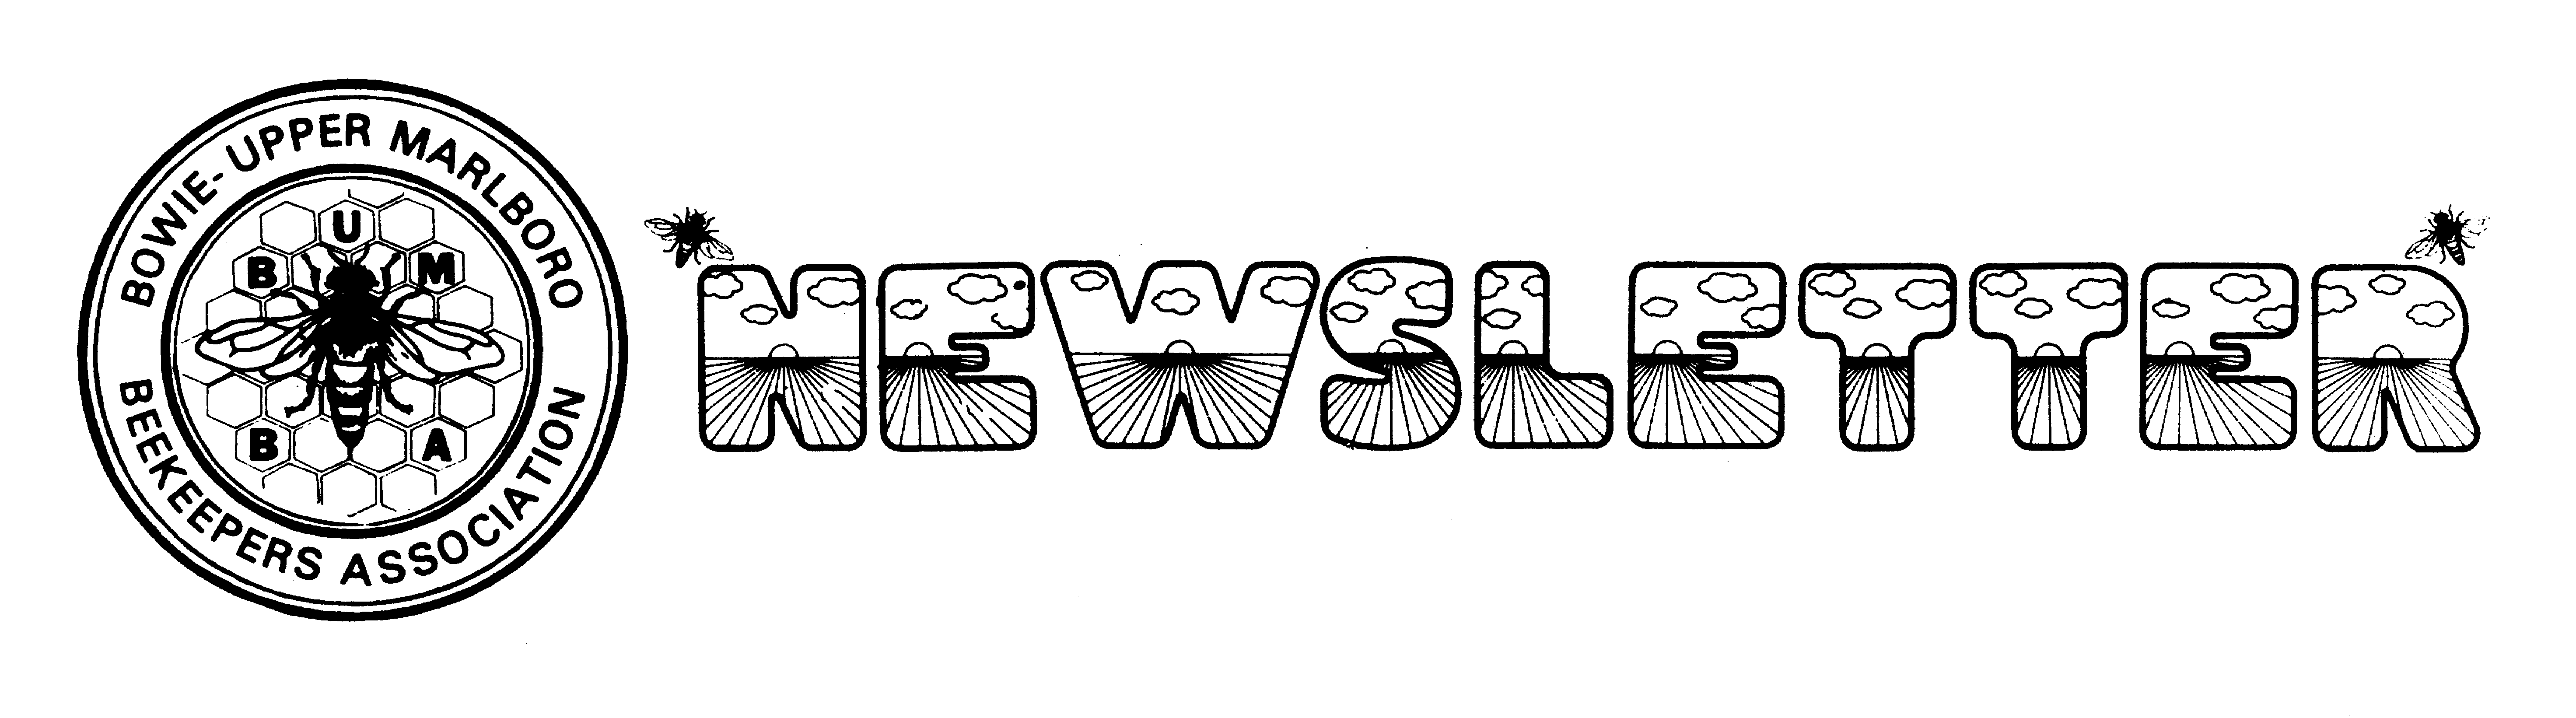 BOWIE-UPPER MARLBORO
BEEKEEPERS ASSOCIATION
U
B M
B A
NEWSLETTER